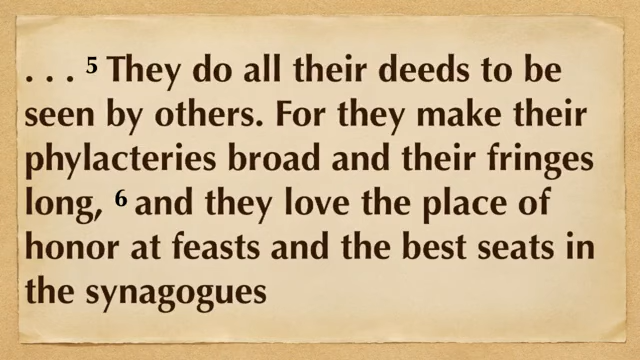 . . . 5 They do all their deeds to be
seen by others. For they make their
phylacteries broad and their fringes
long, 6 and they love the place of
honor at feasts and the best seats in
the synagogues